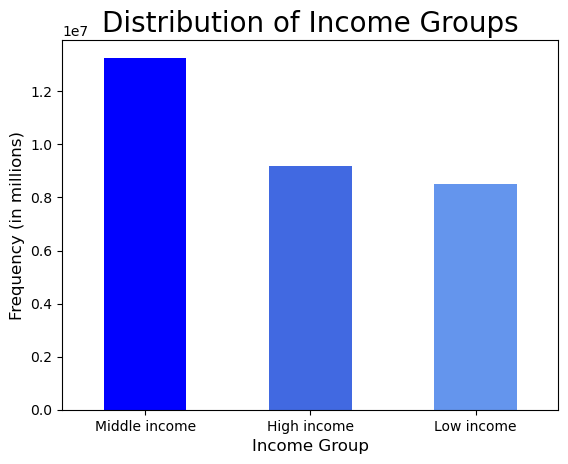 Distribution of Income Groups
1e7
1.2
1.0
0.8
0.6
0.4
0.2
0.0
Frequency (in millions)
Middle income
High income
Low income
Income Group